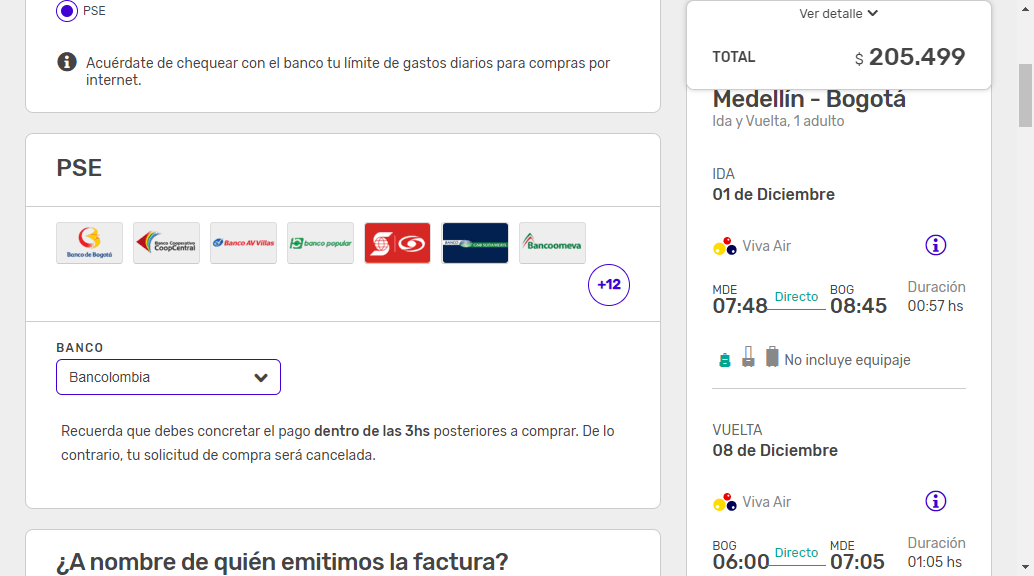 PSE
Acuérdate de chequear con el banco tu límite de gastos diarios para compras por
internet.
PSE
Banco de Bogotá
Banco Cooperativo
CoopCentral
Banco AV Villas
banco popular
Bancoomeva
+12
BANCO
Bancolombia
Recuerda que debes concretar el pago dentro de las 3hs posteriores a comprar. De lo
contrario, tu solicitud de compra será cancelada.
¿A nombre de quién emitimos la factura?
Ver detalle
TOTAL
$ 205.499
Medellín - Bogotá
Ida y Vuelta, 1 adulto
IDA
01 de Diciembre
Viva Air
MDE
07:48
Directo
BOG
08:45
Duración
00:57 hs
No incluye equipaje
VUELTA
08 de Diciembre
Viva Air
BOG
06:00
Directo
MDE
07:05
Duración
01:05 hs